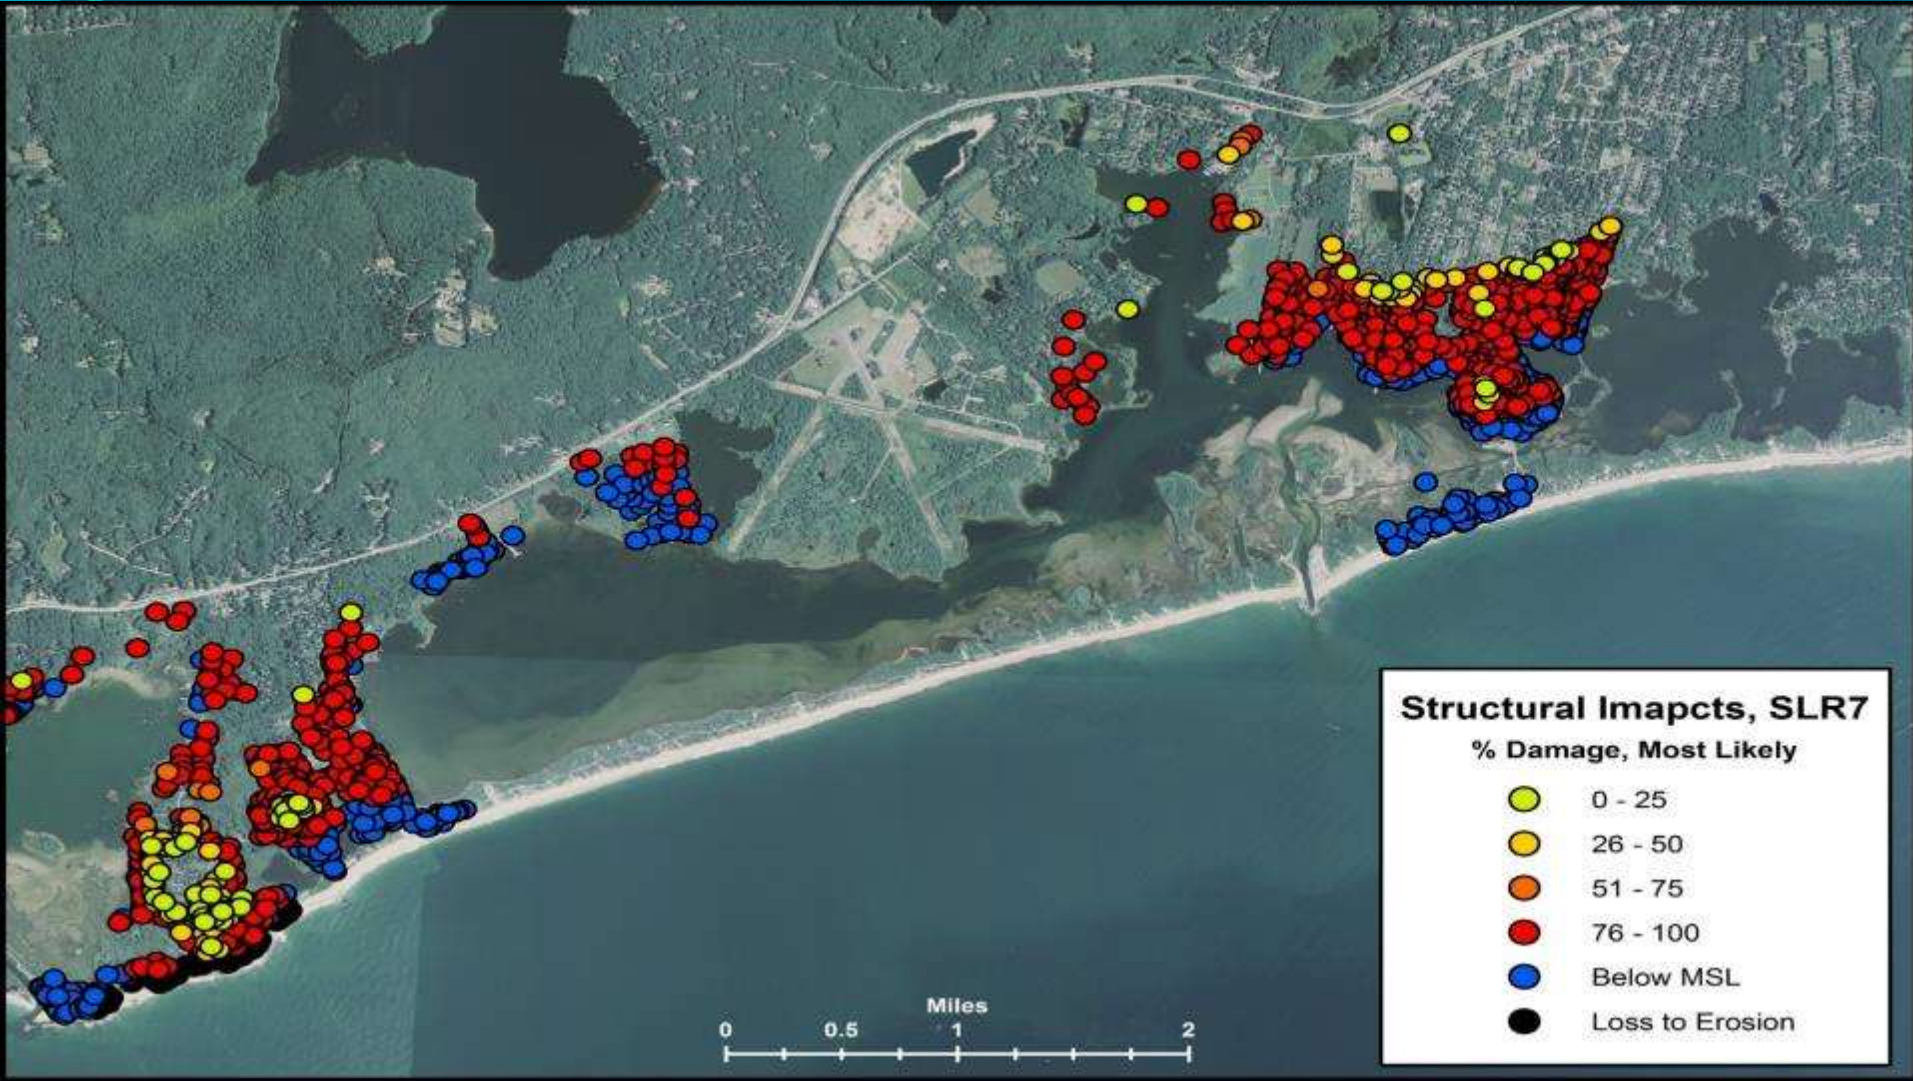 Structural Imapcts, SLR7
% Damage, Most Likely
0 - 25
26 - 50
51 - 75
76 - 100
Below MSL
Loss to Erosion
Miles
0 0.5 1 2